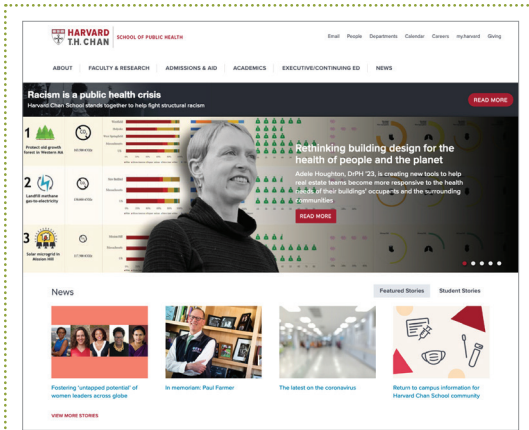 HARVARD
T.H. CHAN
SCHOOL OF PUBLIC HEALTH
Email People Departments Calendar Careers my.harvard Giving
ABOUT FACULTY & RESEARCH ADMISSIONS & AID ACADEMICS EXECUTIVE/CONTINUING ED NEWS
Racism is a public health crisis
Harvard Chan School stands together to help fight structural racism
READ MORE
1
Protect old growth
forest in Western MA
2
Landfill methane
gas-to-electricity
3
Solar microgrid in
Mission Hill
Rethinking building design for the
health of people and the planet
Adele Houghton, DrPH '23, is creating new tools to help
real estate teams become more responsive to the health
needs of their buildings' occupants and the surrounding
communities
READ MORE
News
Featured Stories Student Stories
Fostering 'untapped potential' of
women leaders across globe
In memoriam: Paul Farmer
The latest on the coronavirus
Return to campus information for
Harvard Chan School community
VIEW MORE STORIES